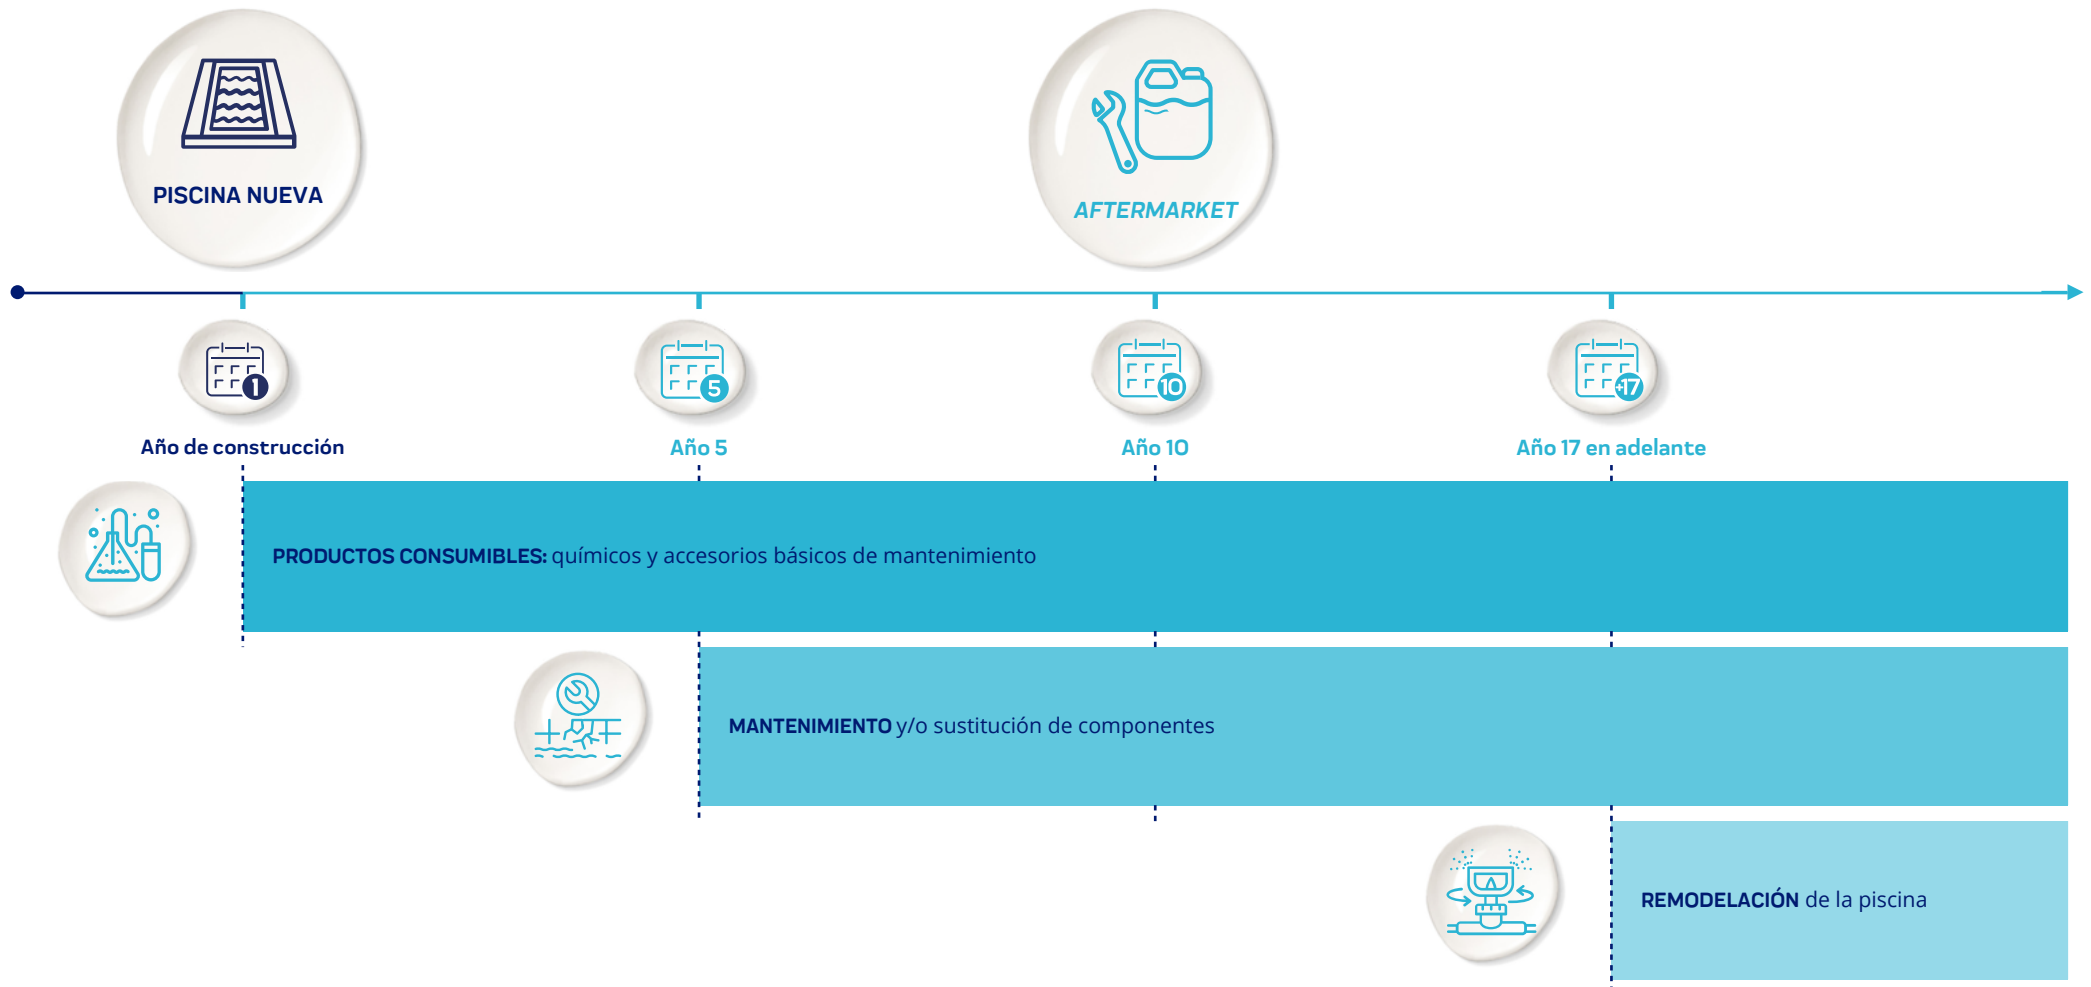 PISCINA NUEVA
AFTERMARKET
1
5
10
+17
Año de construcción
Año 5
Año 10
Año 17 en adelante
PRODUCTOS CONSUMIBLES: químicos y accesorios básicos de mantenimiento
MANTENIMIENTO y/o sustitución de componentes
REMODELACIÓN de la piscina